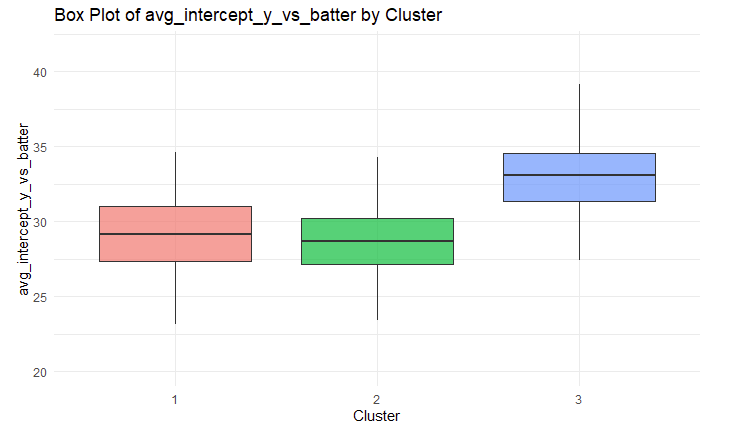 Box Plot of avg_intercept_y_vs_batter by Cluster
avg_intercept_y_vs_batter
40
35
30
25
20
1
2
3
Cluster